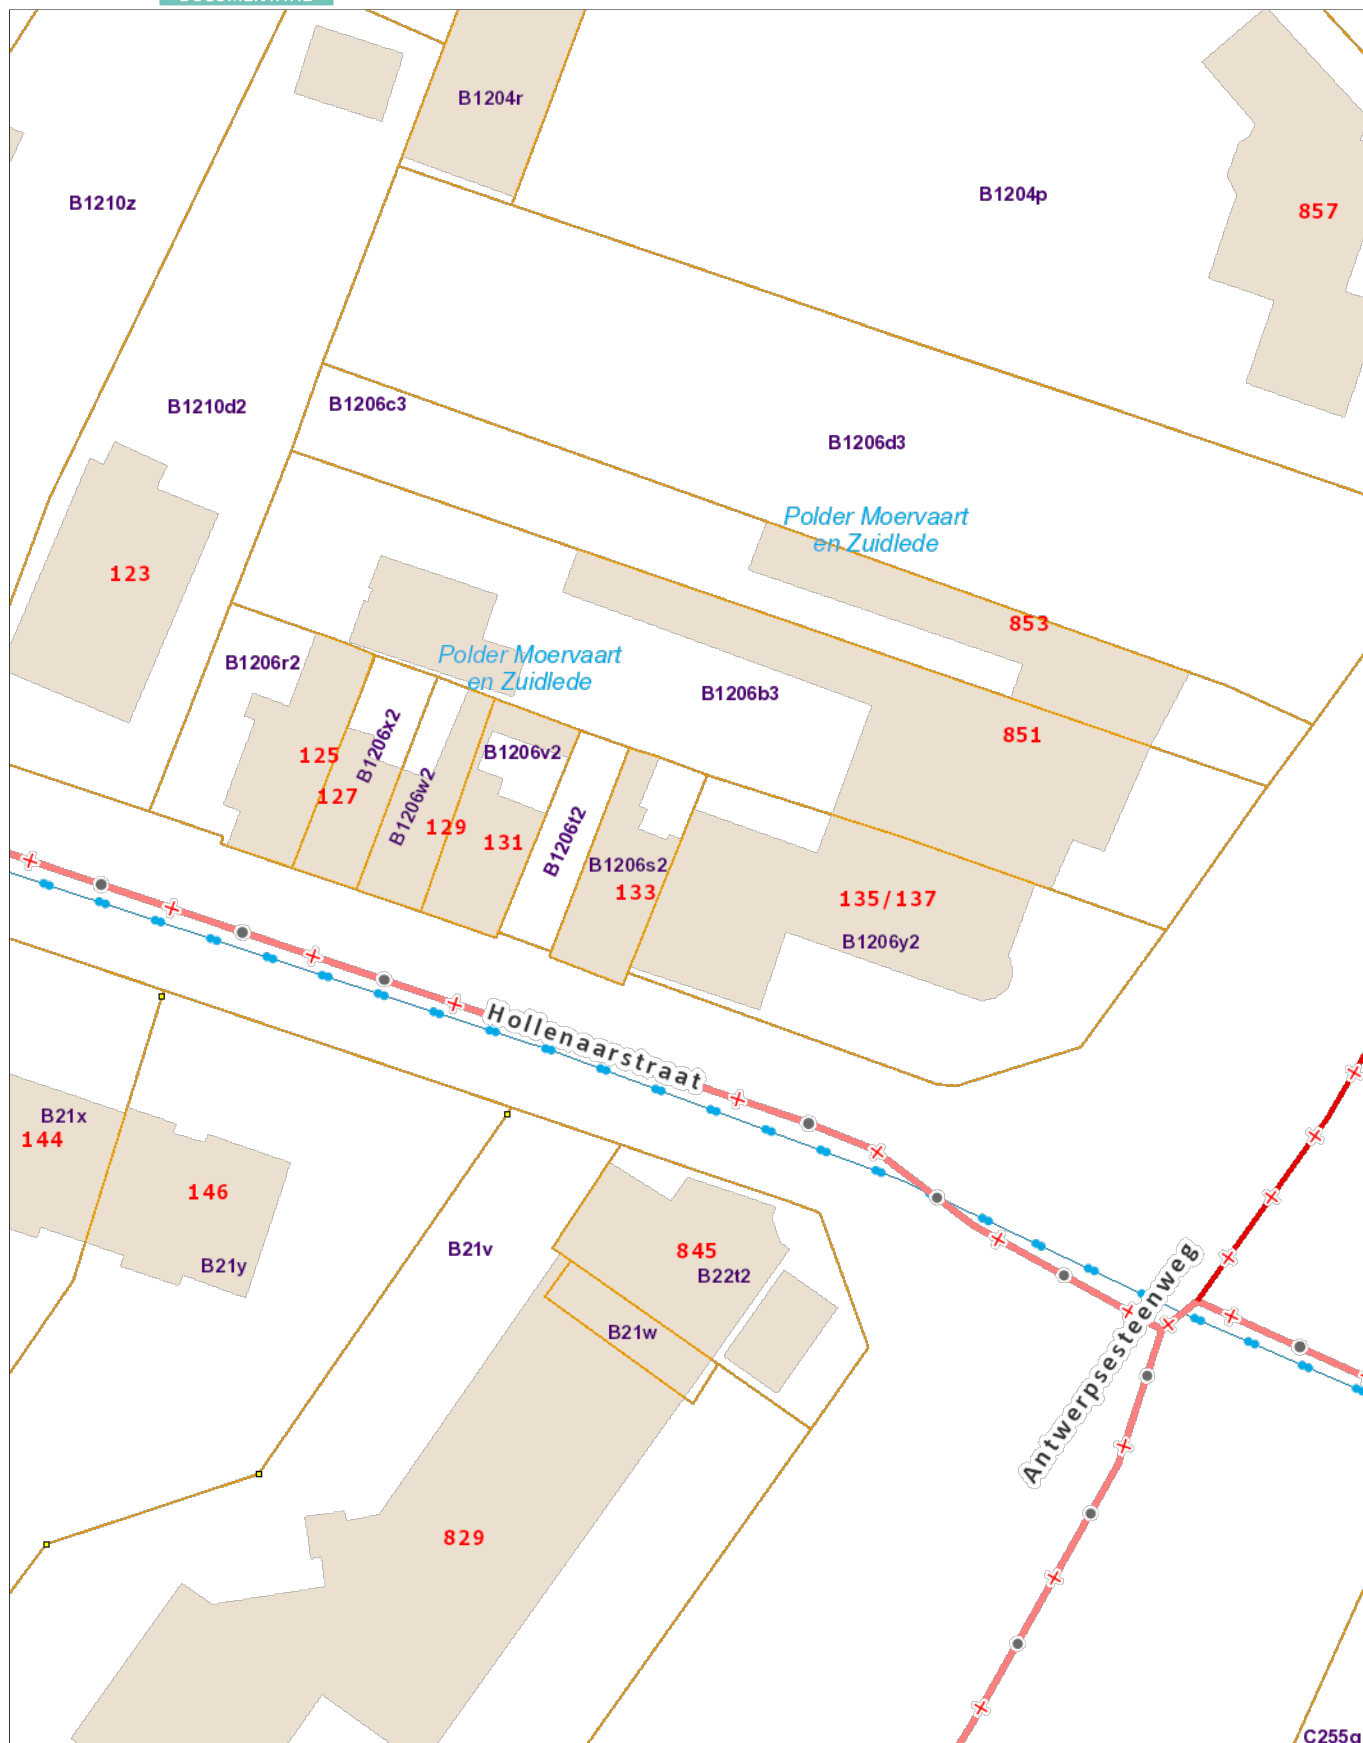 B1204r
B1204p
B1210z
857
B1210d2
B1206c3
B1206d3
Polder Moervaart
en Zuidlede
123
853
B1206r2
Polder Moervaart
en Zuidlede
B1206b3
851
B1206x2
B1206v2
125
127
B1206w2
129
131
B1206t2
B1206s2
133
135/137
B1206y2
Hollenaarstraat
B21x
144
146
B21y
B21v
845
B22t2
B21w
Antwerpsesteenweg
829